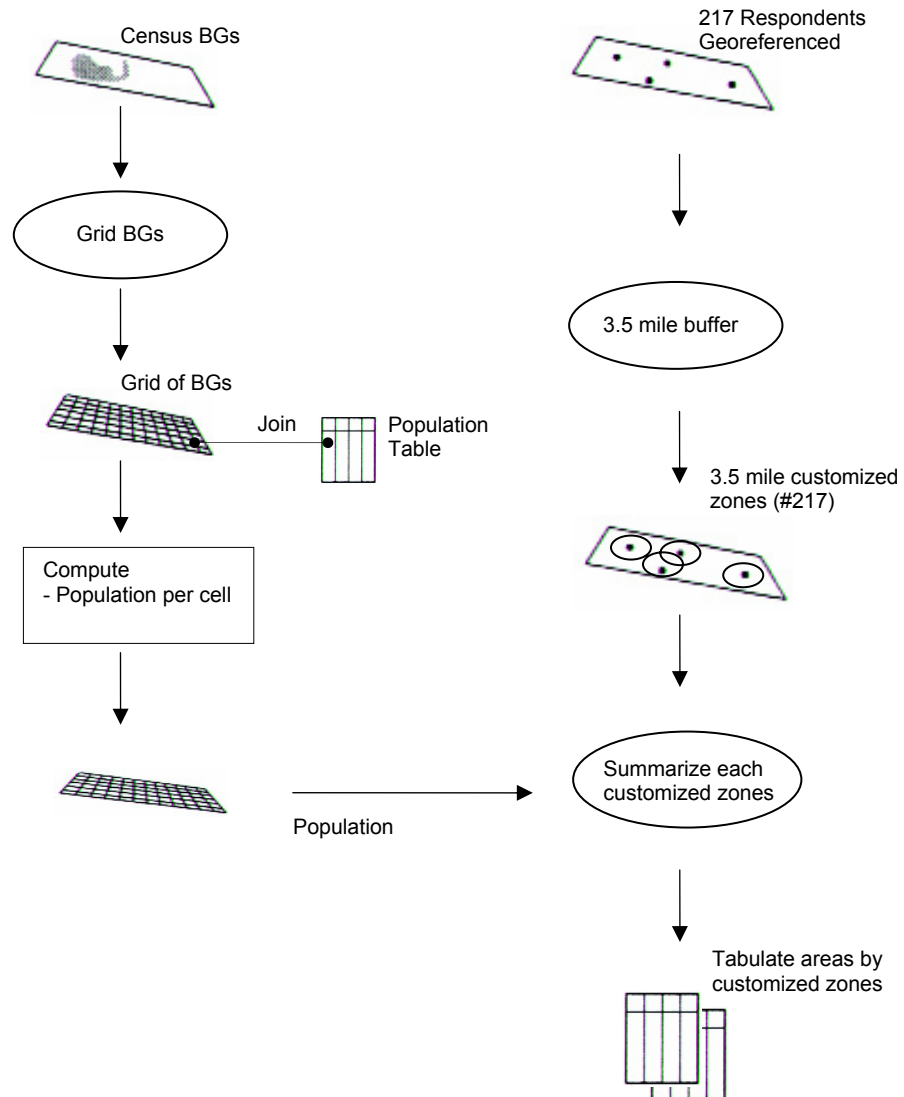 Census BGs
217 Respondents
Georeferenced
Grid BGs
3.5 mile buffer
Grid of BGs
Join
Population
Table
3.5 mile customized
zones (#217)
Compute
- Population per cell
Summarize each
customized zones
Population
Tabulate areas by
customized zones